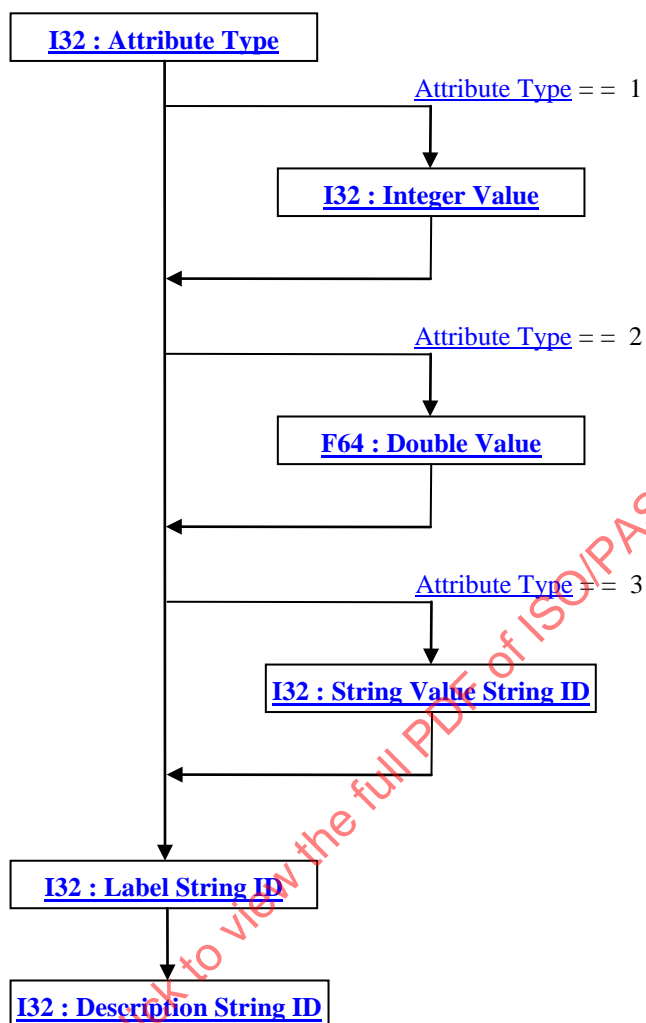 I32 : Attribute Type
Attribute Type = = 1
I32 : Integer Value
Attribute Type = = 2
F64 : Double Value
Attribute Type = = 3
I32 : String Value String ID
I32 : Label String ID
I32 : Description String ID
to view the full PDF of ISO/PAS